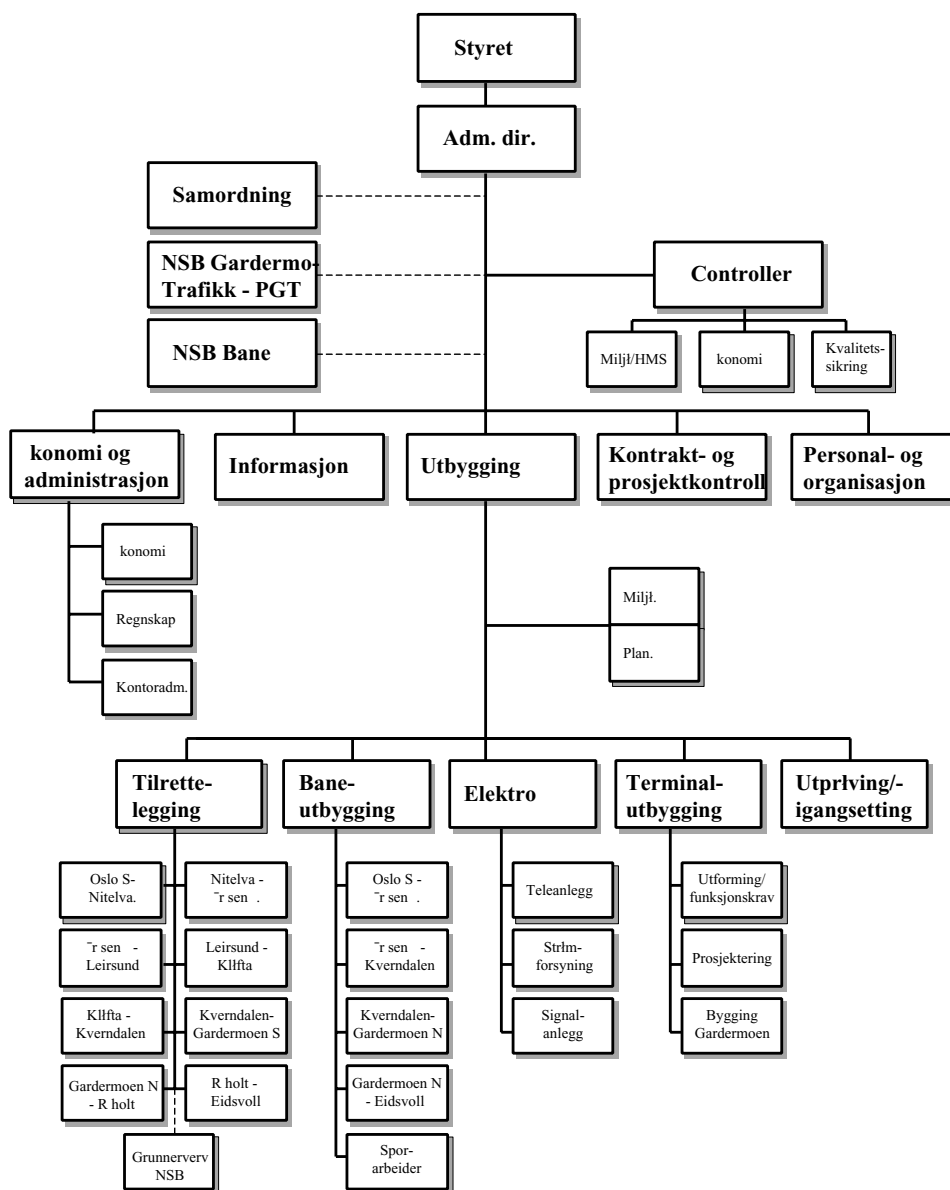 Styret
Adm. dir.
Samordning
NSB Gardermo-
Trafikk - PGT
NSB Bane
Controller
Miljł/HMS
konomi
Kvalitets-
sikring
konomi og
administrasjon
Informasjon
Utbygging
Kontrakt- og
prosjektkontroll
Personal- og
organisasjon
konomi
Regnskap
Kontoradm.
Miljł.
Plan.
Tilrette-
legging
Bane-
utbygging
Elektro
Terminal-
utbygging
Utprłving/-
igangsetting
Oslo S-
Nitelva.
Nitelva -
¯r sen .
¯r sen -
Leirsund
Leirsund -
Kłłfta
Kłłfta -
Kverndalen
Kverndalen-
Gardermoen S
Gardermoen N
- R holt
R holt -
Eidsvoll
Grunnerverv
NSB
Oslo S -
¯r sen .
¯r sen -
Kverndalen
Kverndalen-
Gardermoen N
Gardermoen N
- Eidsvoll
Spor-
arbeider
Teleanlegg
Strłm-
forsyning
Signal-
anlegg
Utforming/
funksjonskrav
Prosjektering
Bygging
Gardermoen